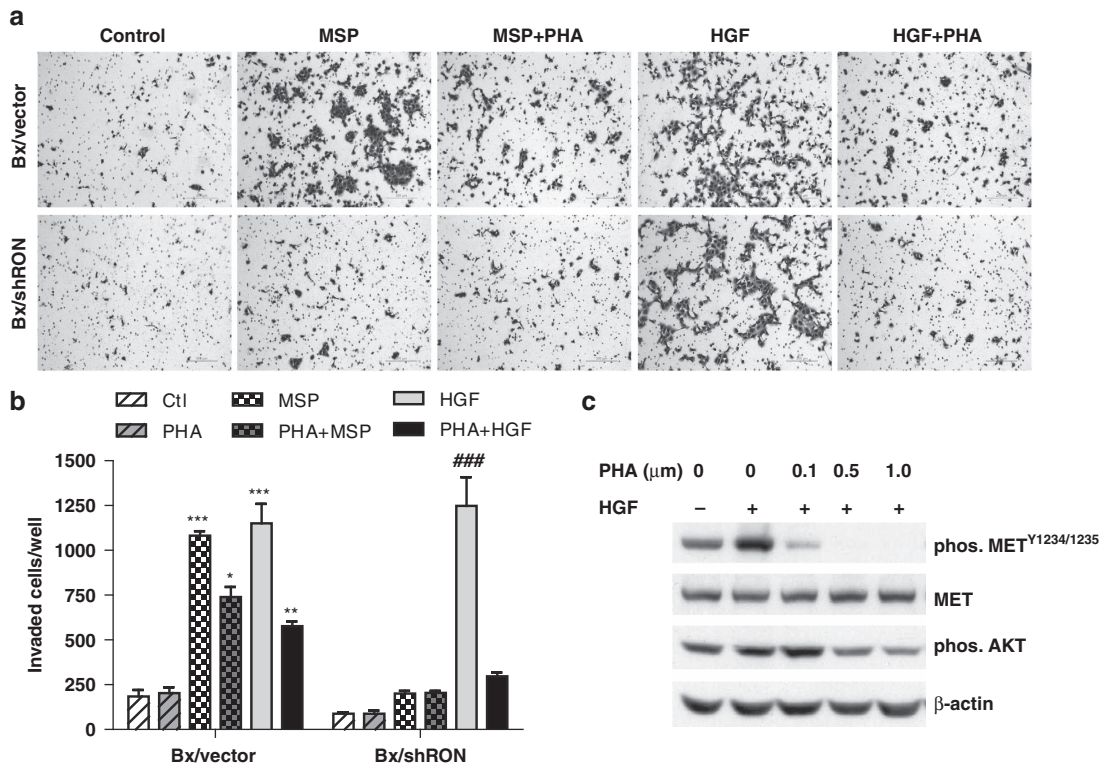 a
Control MSP MSP+PHA HGF HGF+PHA
Bx/vector
Bx/shRON
b
Ctl MSP HGF
PHA PHA+MSP PHA+HGF
Invaded cells/well
1500
1250
1000
750
500
250
0
***
*
***
**
###
Bx/vector Bx/shRON
c
PHA (μm) 0 0 0.1 0.5 1.0
HGF – + + + +
phos. METY1234/1235
MET
phos. AKT
β-actin